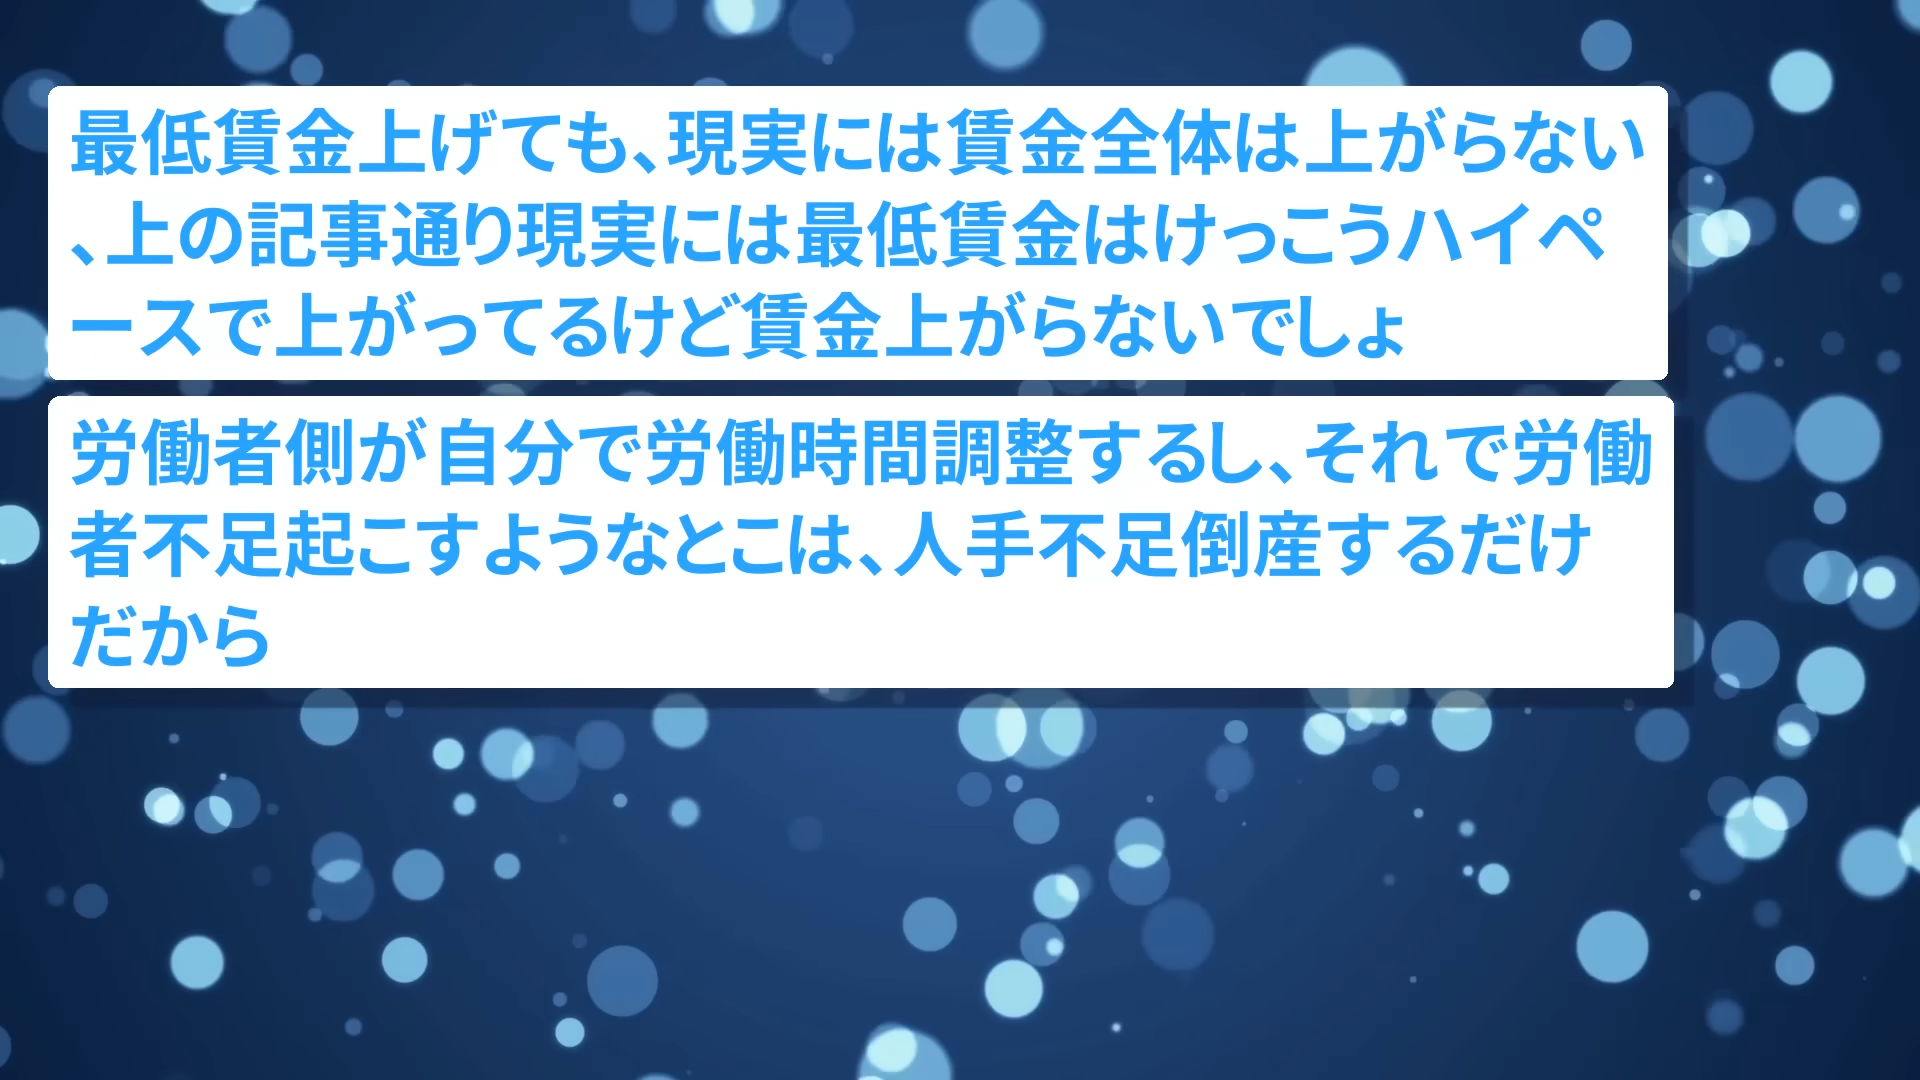 最低賃金上げても、現実には賃金全体は上がらない
、上の記事通り現実には最低賃金はけっこうハイペ
ースで上がってるけど賃金上がらないでしょ
労働者側が自分で労働時間調整するし、それで労働
者不足起こすようなとこは、人手不足倒産するだけ
だから